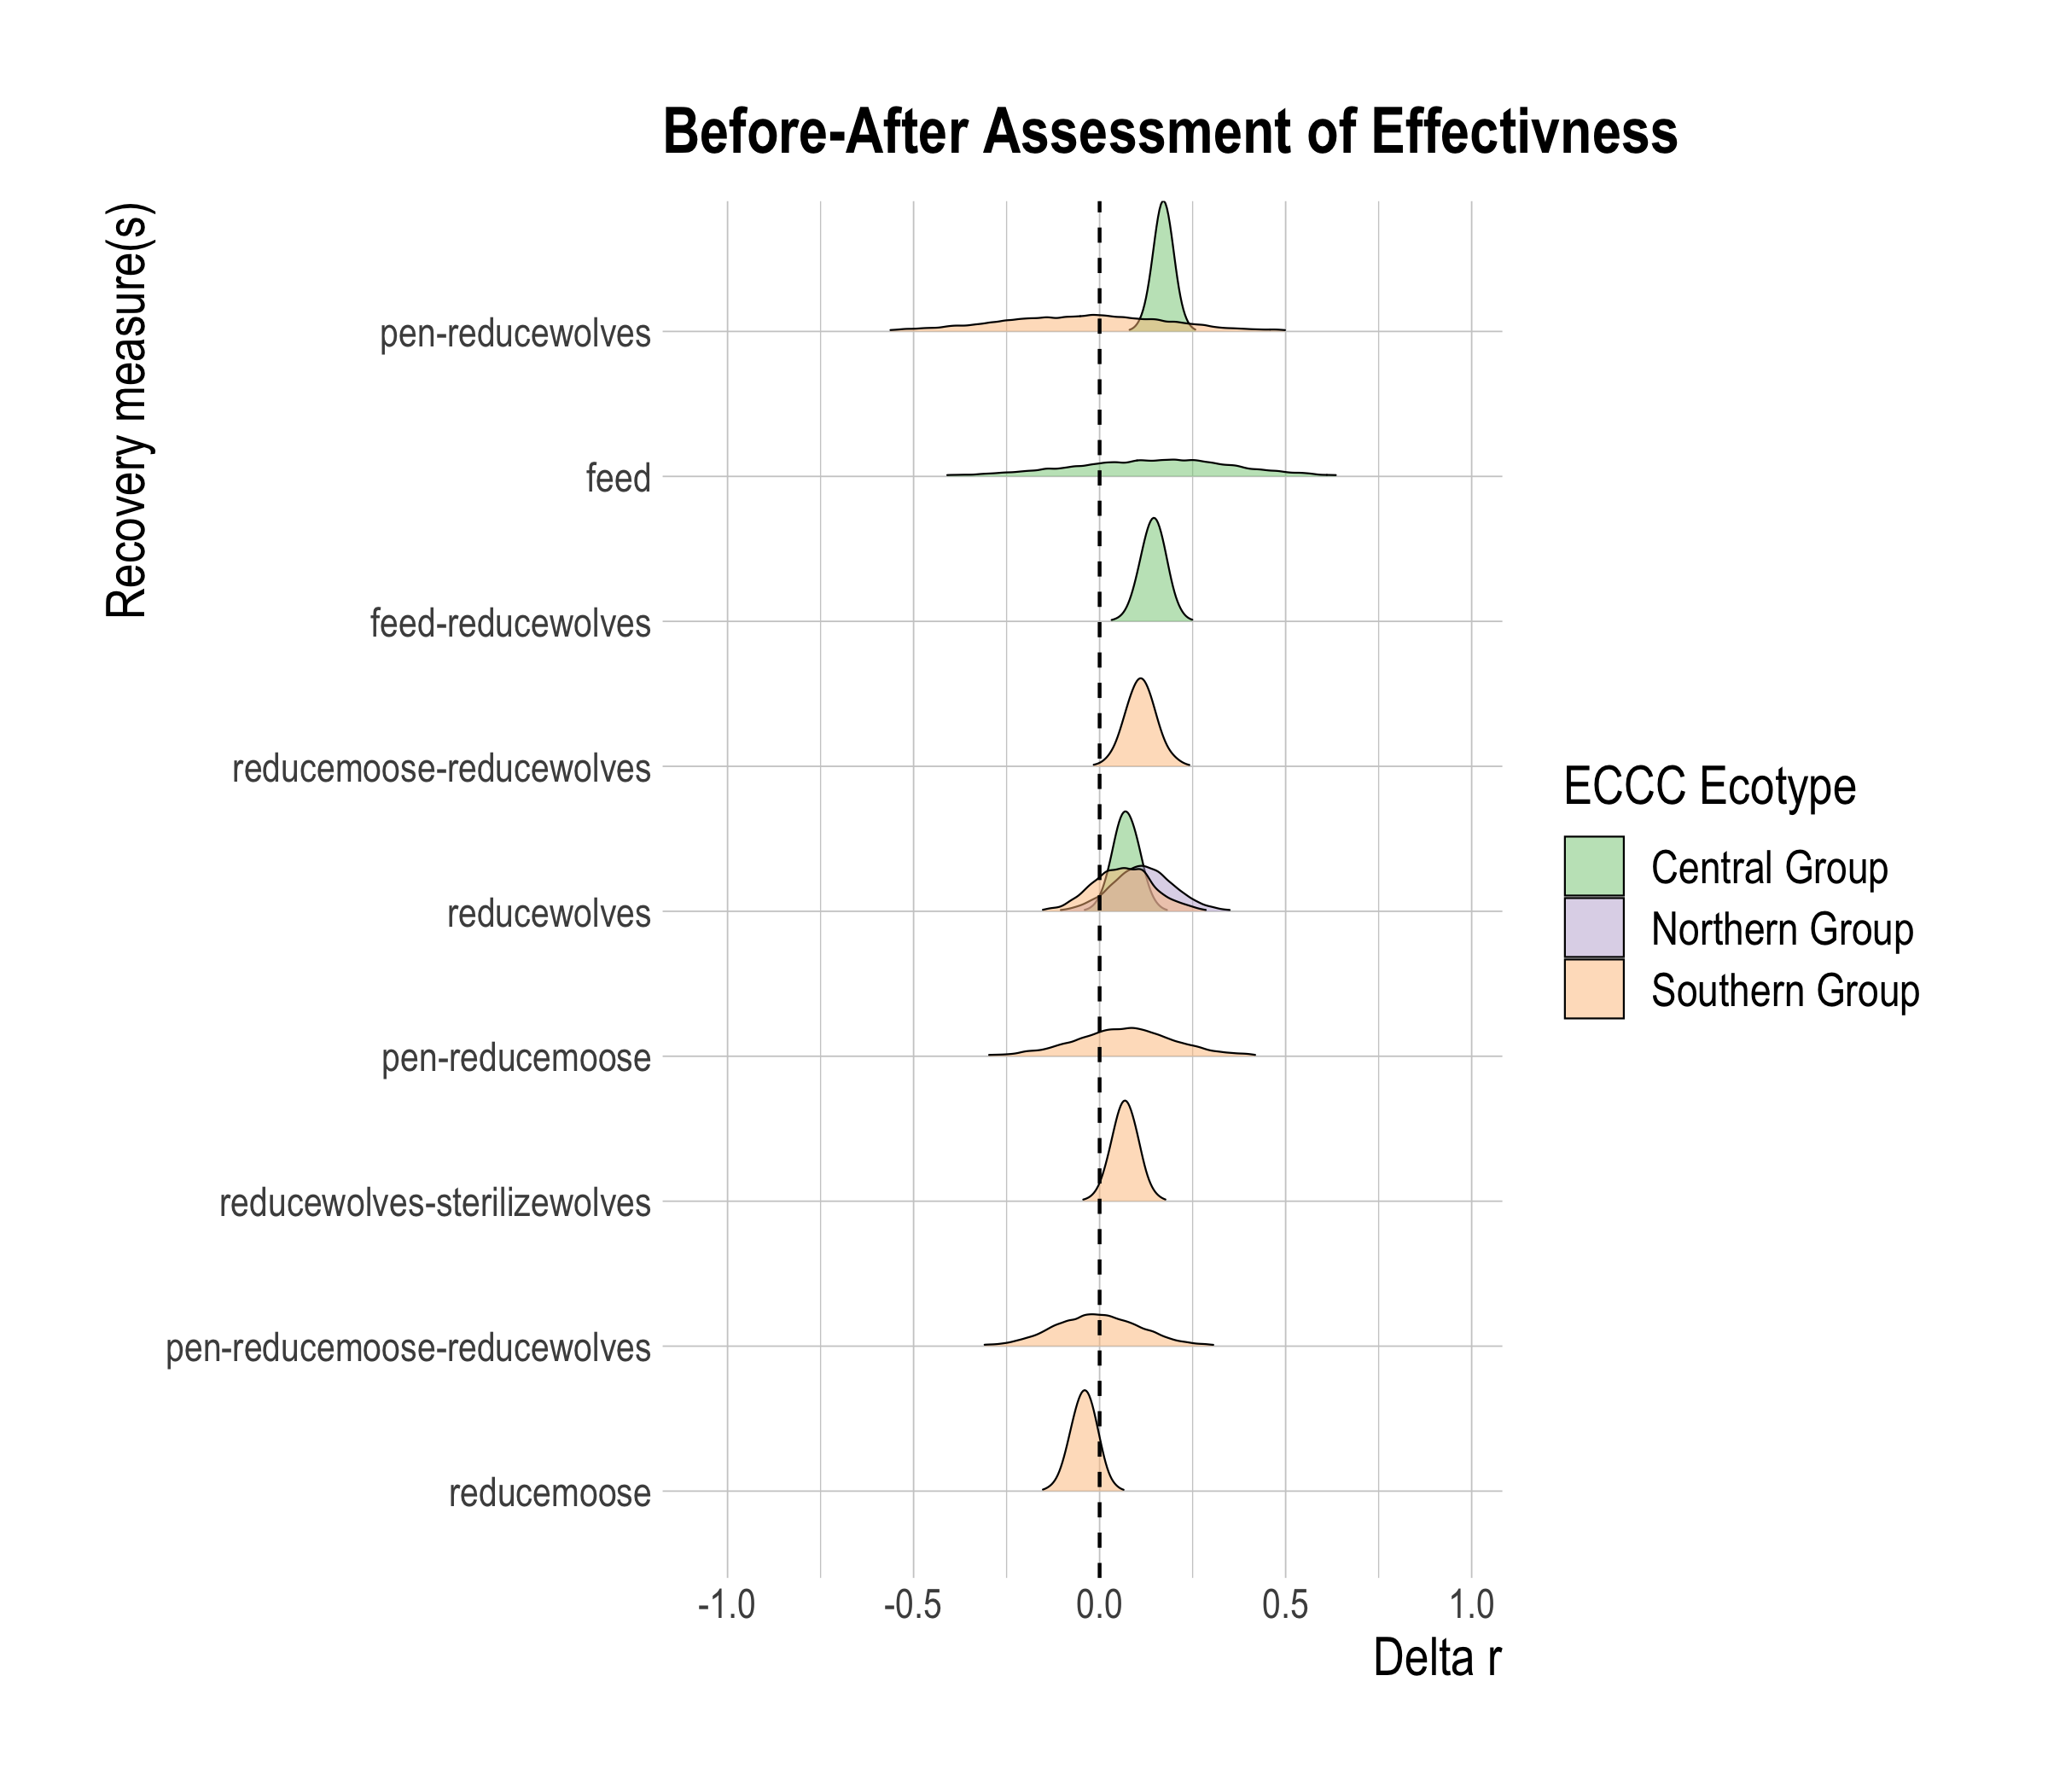 Before-After Assessment of Effectivness
Recovery measure(s)
pen-reducewolves
feed
feed-reducewolves
reducemoose-reducewolves
reducewolves
pen-reducemoose
reducewolves-sterilizewolves
pen-reducemoose-reducewolves
reducemoose
-1.0
-0.5
0.0
0.5
1.0
Delta r
ECCC Ecotype
Central Group
Northern Group
Southern Group